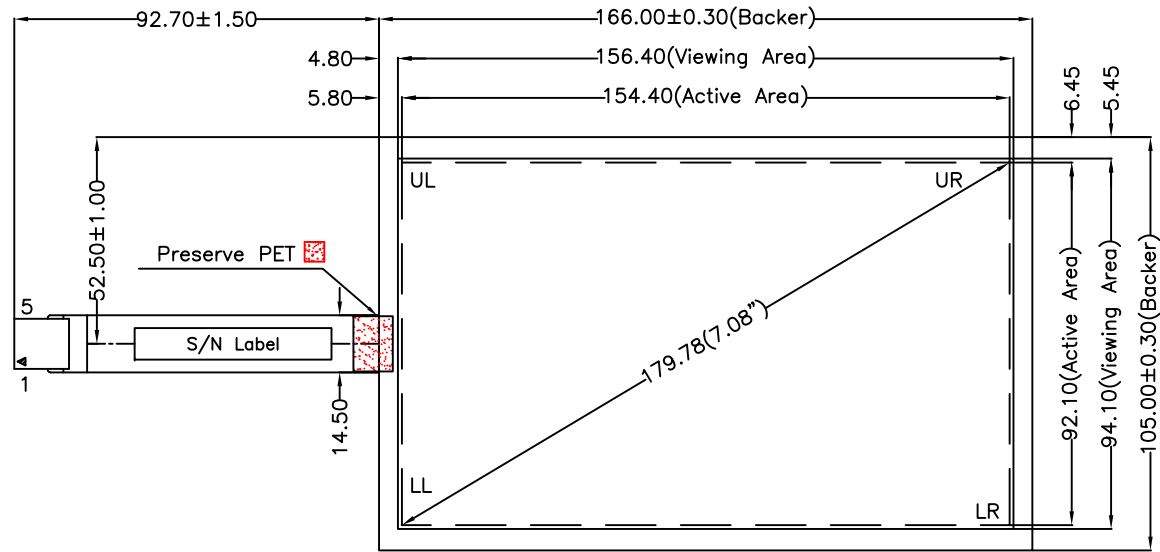 92.70±1.50
166.00±0.30(Backer)
4.80
156.40(Viewing Area)
5.80
154.40(Active Area)
6.45
5.45
UL
UR
52.50±1.00
Preserve PET
5
S/N Label
1
14.50
179.78(7.08")
92.10(Active Area)
94.10(Viewing Area)
105.00±0.30(Backer)
LL
LR